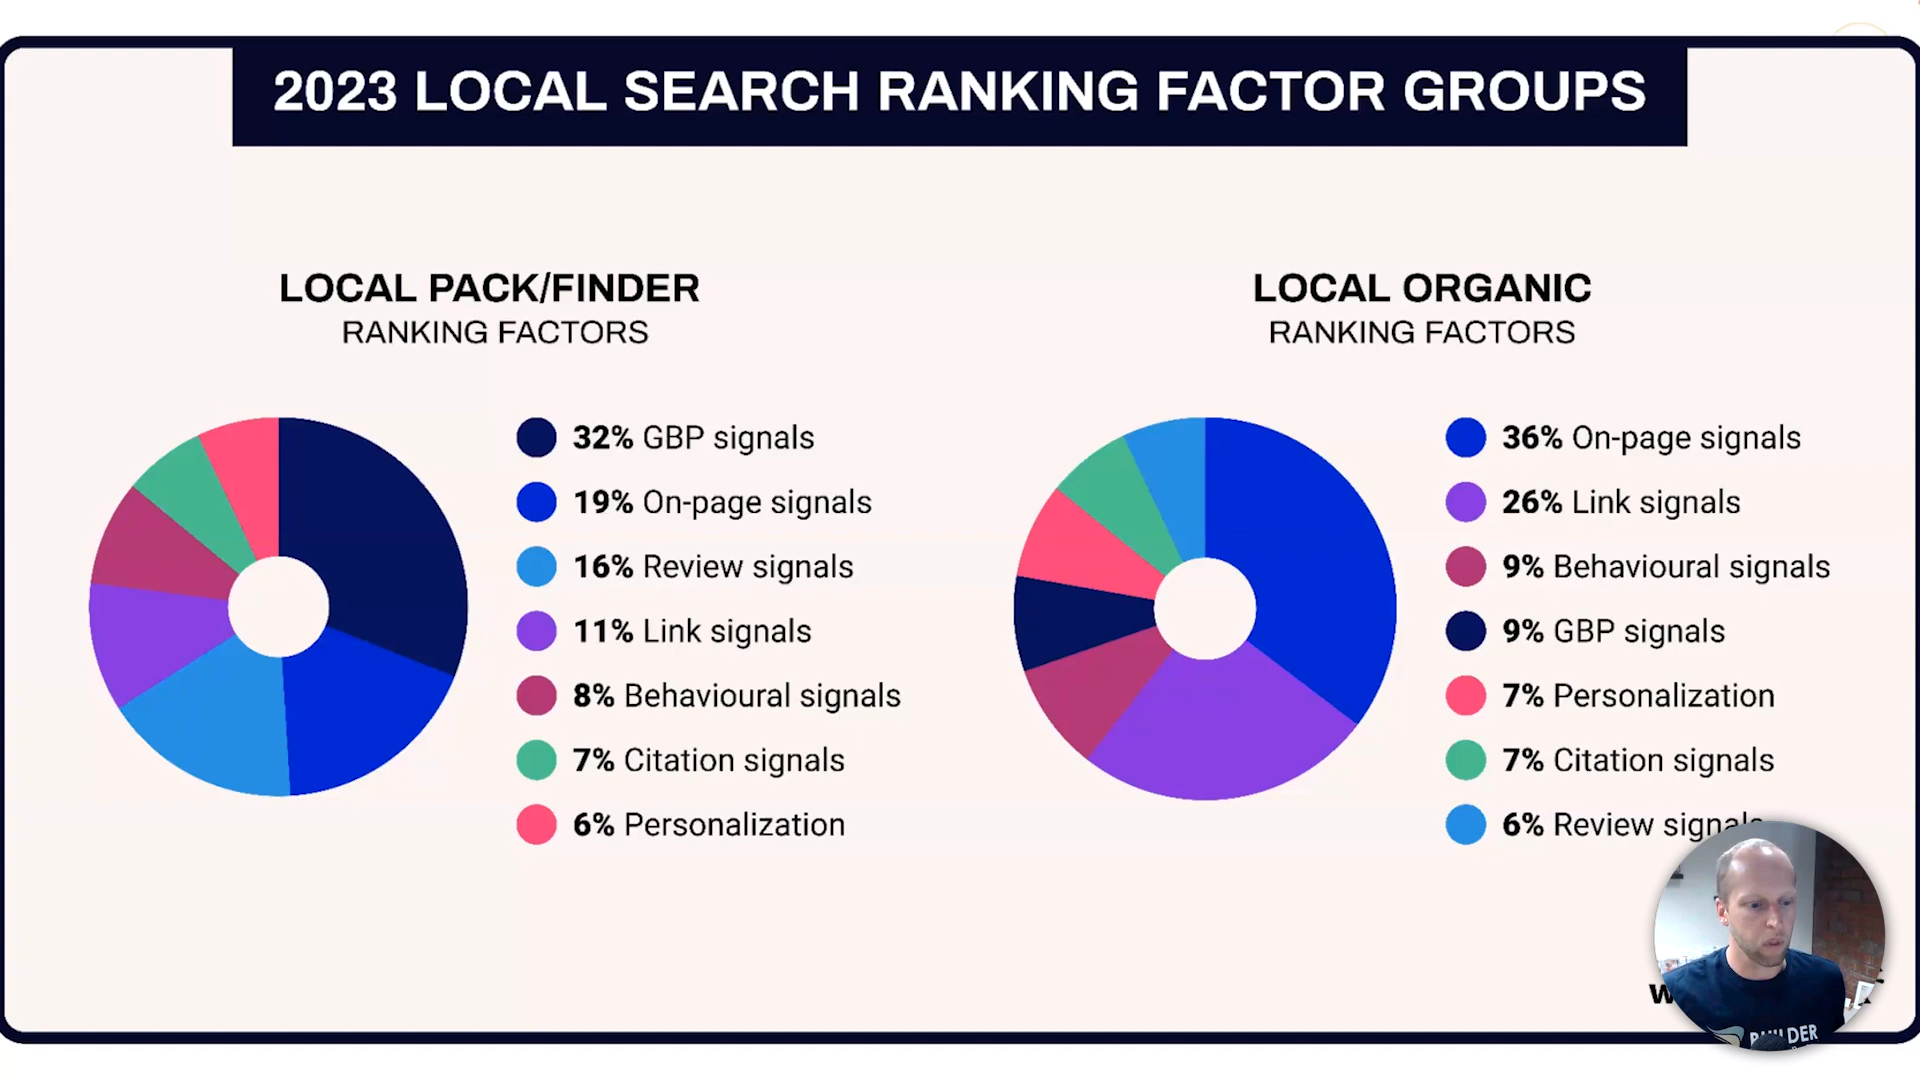 2023 LOCAL SEARCH RANKING FACTOR GROUPS
LOCAL PACK/FINDER
RANKING FACTORS
32% GBP signals
19% On-page signals
16% Review signals
11% Link signals
8% Behavioural signals
7% Citation signals
6% Personalization
LOCAL ORGANIC
RANKING FACTORS
36% On-page signals
26% Link signals
9% Behavioural signals
9% GBP signals
7% Personalization
7% Citation signals
6% Review signals